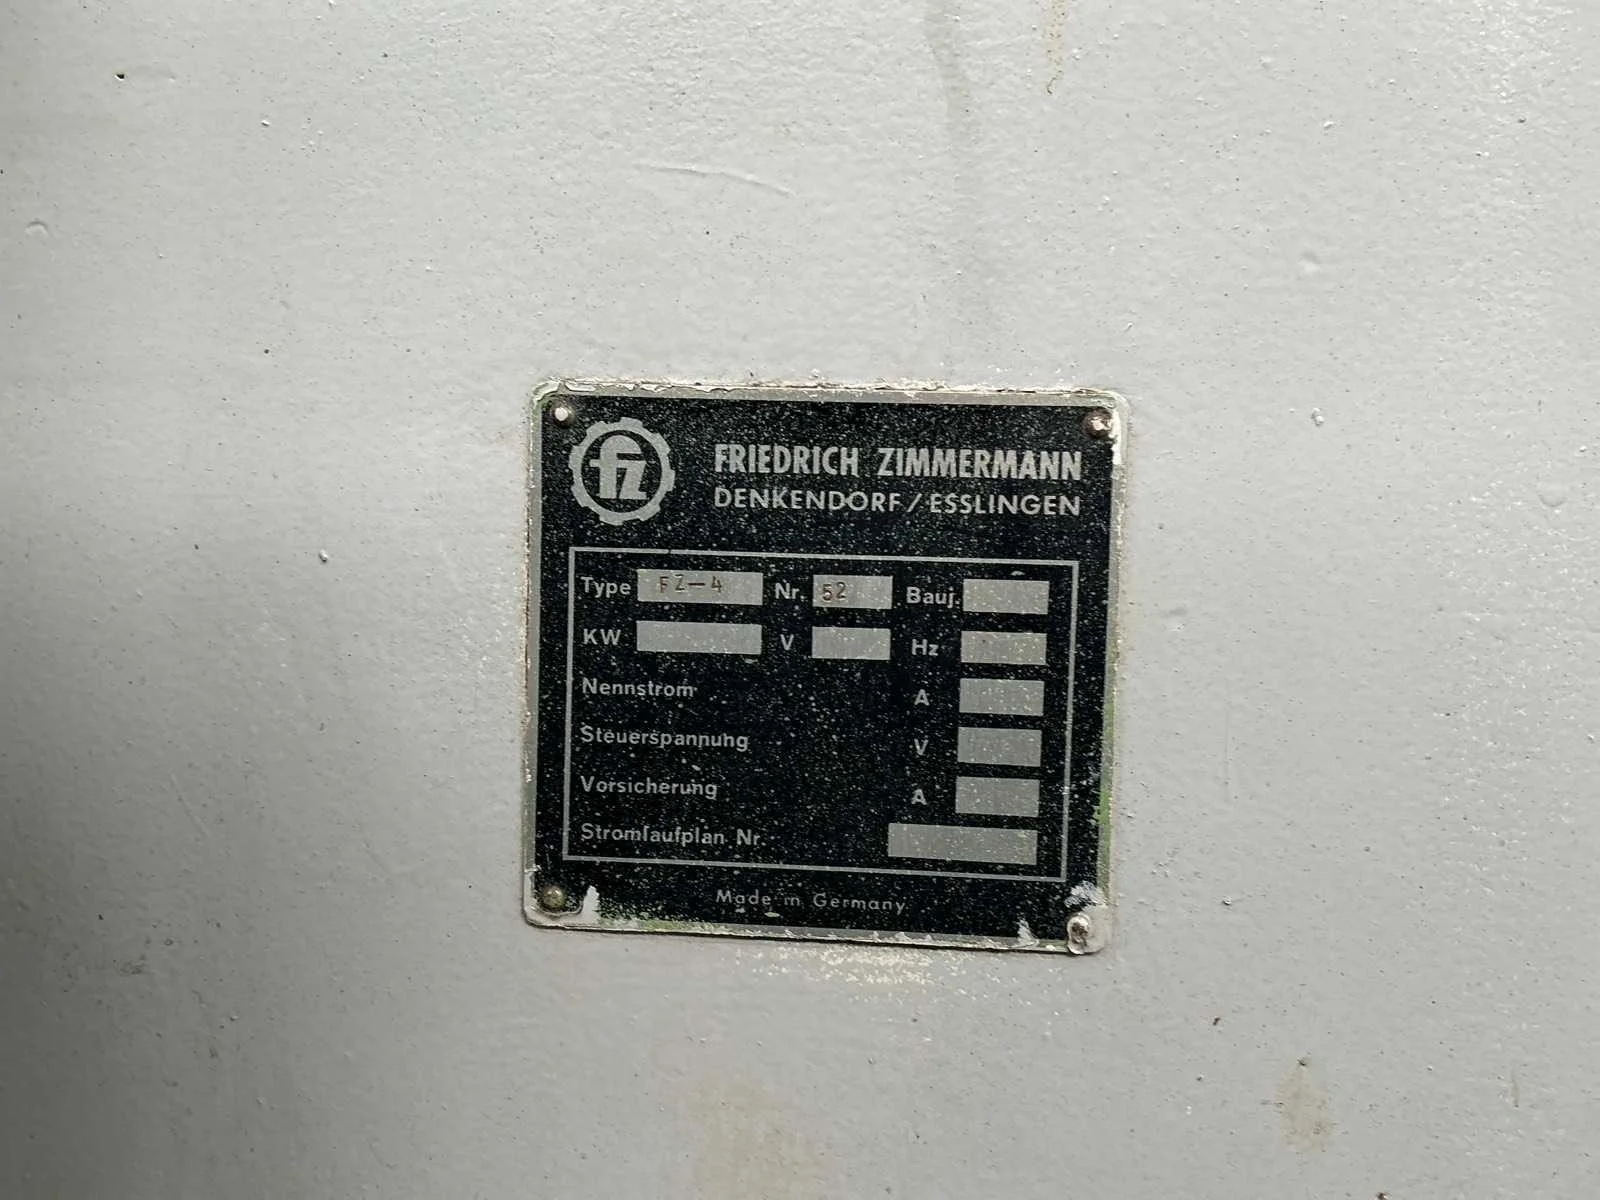 fz FRIEDRICH ZIMMERMANN
DENKENDORF/ESSLINGEN
Type FZ-4 Nr. 52 Bauj.
KW V Hz
Nennstrom A
Steuerspannung V
Vorsicherung A
Stromlaufplan Nr.
Made in Germany